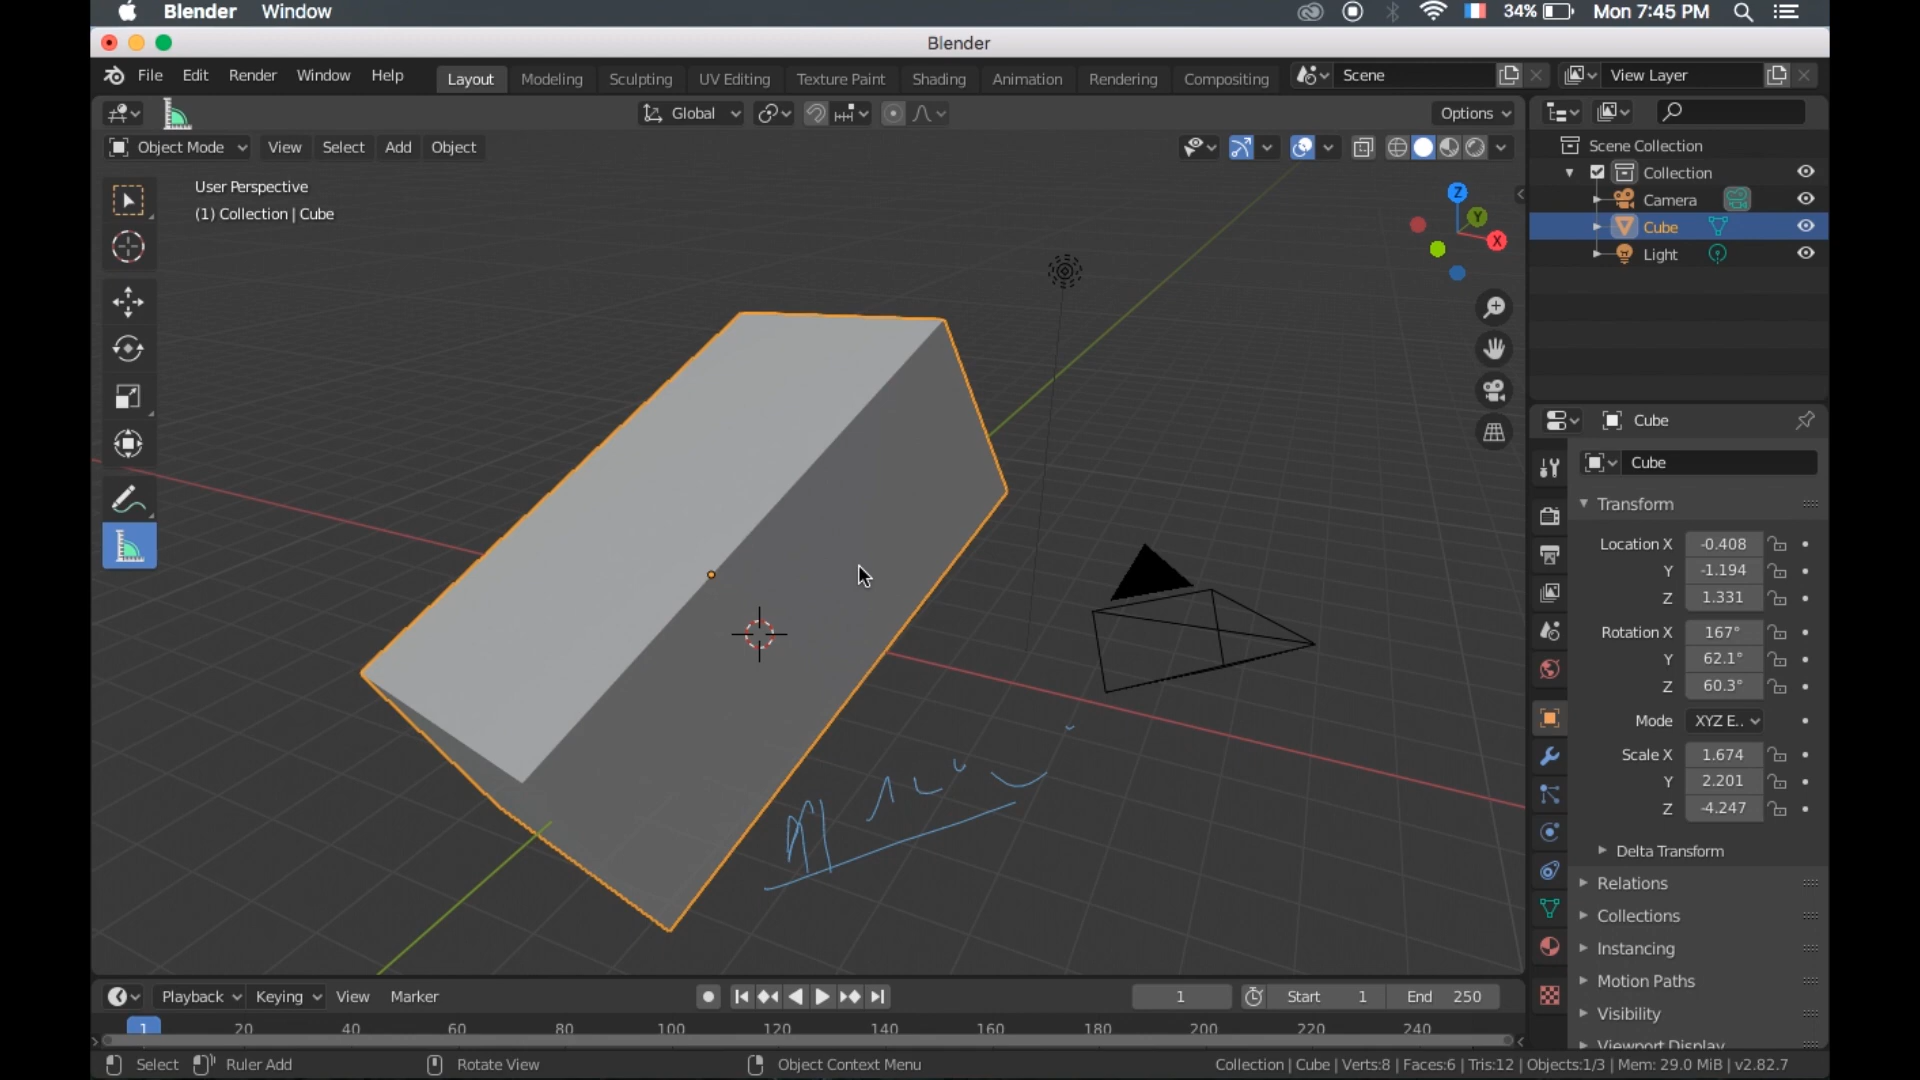 Blender Window 34% Mon 7:45 PM
Blender
File Edit Render Window Help Layout Modeling Sculpting UV Editing Texture Paint Shading Animation Rendering Compositing Scene View Layer
Global Options
Object Mode View Select Add Object
User Perspective
(1) Collection | Cube
Z
Y
X
Scene Collection
Collection
Camera
Cube
Light
Cube
Cube
Transform
Location X -0.408
Y -1.194
Z 1.331
Rotation X 167°
Y 62.1°
Z 60.3°
Mode XYZ E..
Scale X 1.674
Y 2.201
Z -4.247
Delta Transform
Relations
Collections
Instancing
Motion Paths
Visibility
Viewport Display
Playback Keying View Marker 1 Start 1 End 250
1 20 40 60 80 100 120 140 160 180 200 220 240
Select Ruler Add Rotate View Object Context Menu Collection | Cube | Verts:8 | Faces:6 | Tris:12 | Objects:1/3 | Mem: 29.0 MiB | v2.82.7